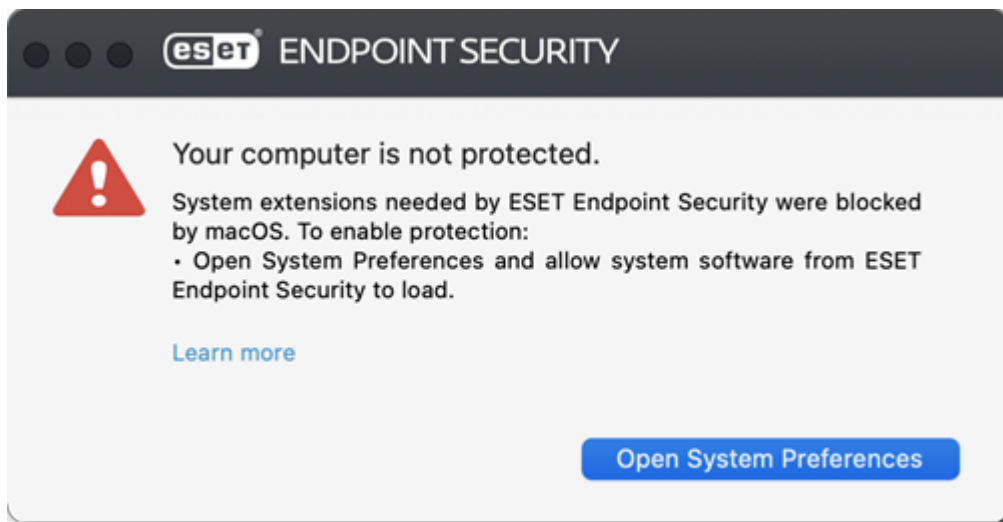 eset® ENDPOINT SECURITY
Your computer is not protected.
System extensions needed by ESET Endpoint Security were blocked
by macOS. To enable protection:
• Open System Preferences and allow system software from ESET
Endpoint Security to load.
Learn more
Open System Preferences